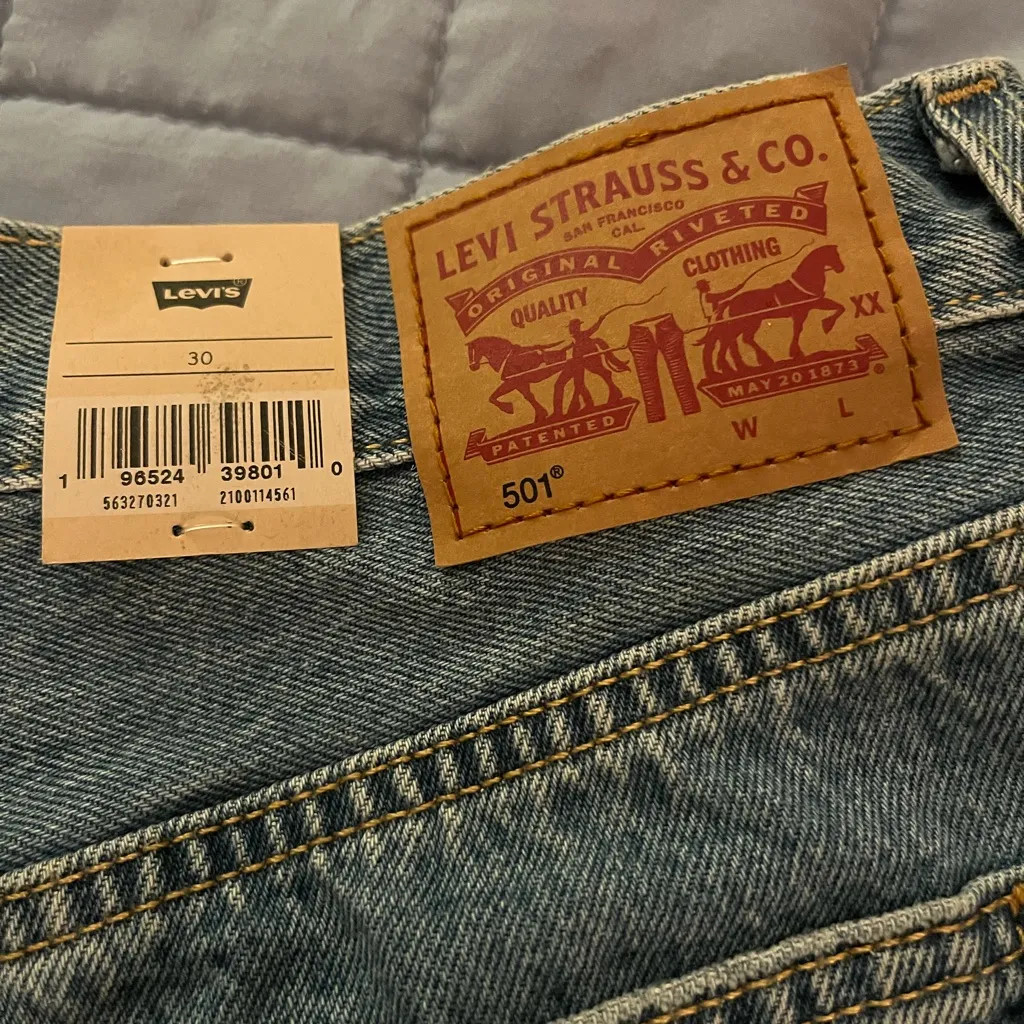 LEVI'S®
30
1 96524 39801 0
563270321 2100114561
LEVI STRAUSS & CO.
SAN FRANCISCO
CAL.
ORIGINAL RIVETED
QUALITY CLOTHING
XX
PATENTED MAY 20 1873 ®
W L
501®